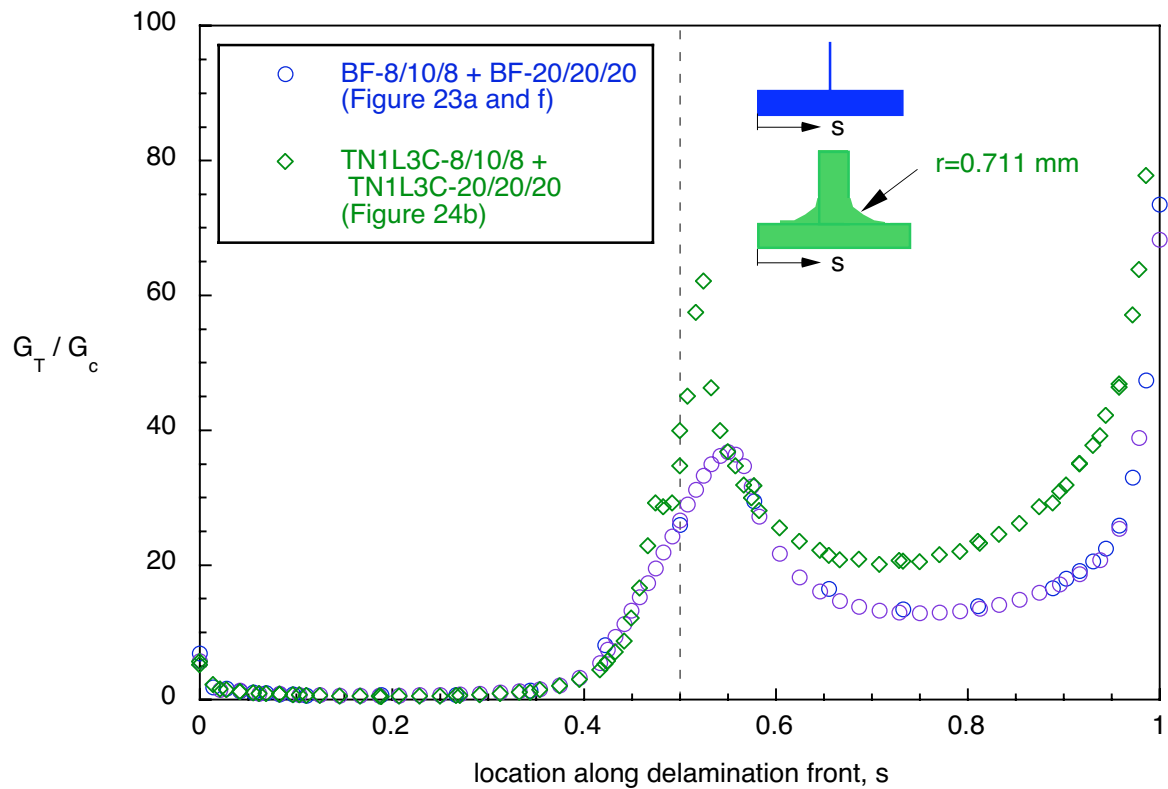 100
80
60
40
20
0
G_T / G_c
BF-8/10/8 + BF-20/20/20
(Figure 23a and f)
TN1L3C-8/10/8 +
TN1L3C-20/20/20
(Figure 24b)
s
r=0.711 mm
s
0 0.2 0.4 0.6 0.8 1
location along delamination front, s